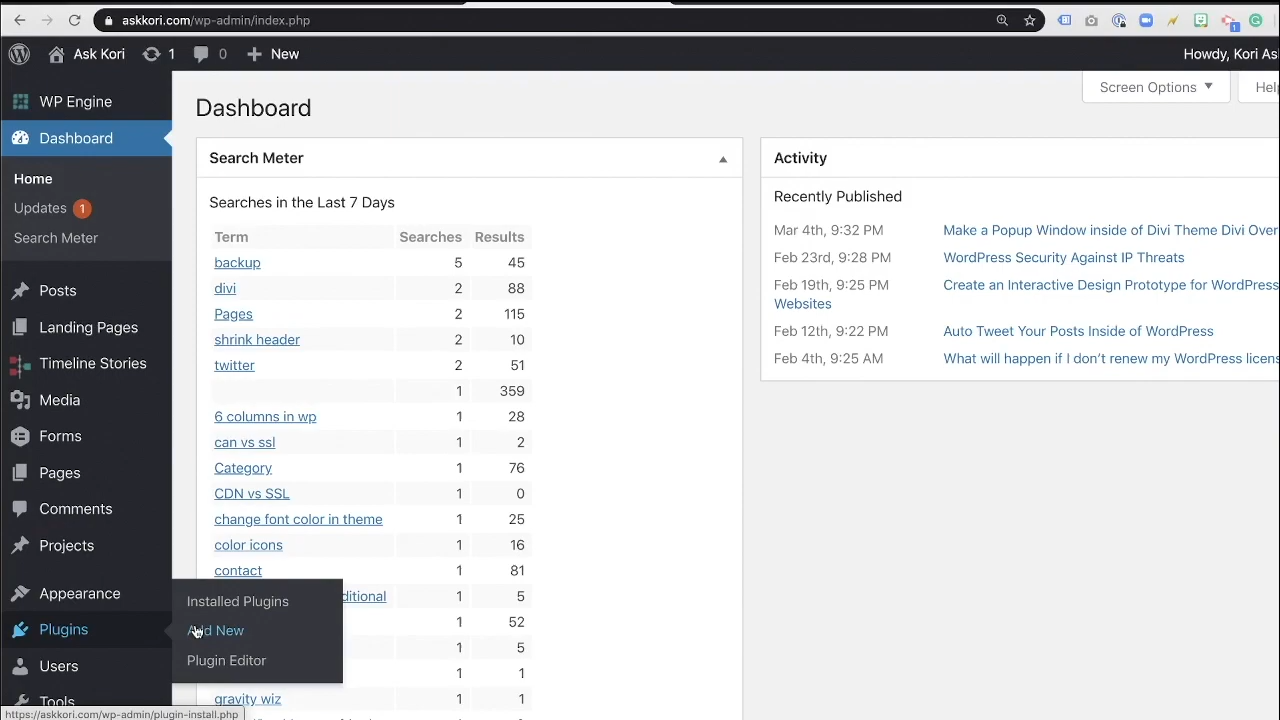 askkori.com/wp-admin/index.php
Ask Kori
1
0
New
Howdy, Kori As
WP Engine
Dashboard
Home
Updates 1
Search Meter
Posts
Landing Pages
Timeline Stories
Media
Forms
Pages
Comments
Projects
Appearance
Plugins
Users
Tools
Installed Plugins
Add New
Plugin Editor
https://askkori.com/wp-admin/plugin-install.php
Screen Options
Hel
Dashboard
Search Meter
Searches in the Last 7 Days
Term Searches Results
backup 5 45
divi 2 88
Pages 2 115
shrink header 2 10
twitter 2 51
1 359
6 columns in wp 1 28
can vs ssl 1 2
Category 1 76
CDN vs SSL 1 0
change font color in theme 1 25
color icons 1 16
contact 1 81
ditional 1 5
1 52
1 5
1 1
gravity wiz 1 1
Activity
Recently Published
Mar 4th, 9:32 PM Make a Popup Window inside of Divi Theme Divi Over
Feb 23rd, 9:28 PM WordPress Security Against IP Threats
Feb 19th, 9:25 PM Create an Interactive Design Prototype for WordPress
Websites
Feb 12th, 9:22 PM Auto Tweet Your Posts Inside of WordPress
Feb 4th, 9:25 AM What will happen if I don't renew my WordPress licens